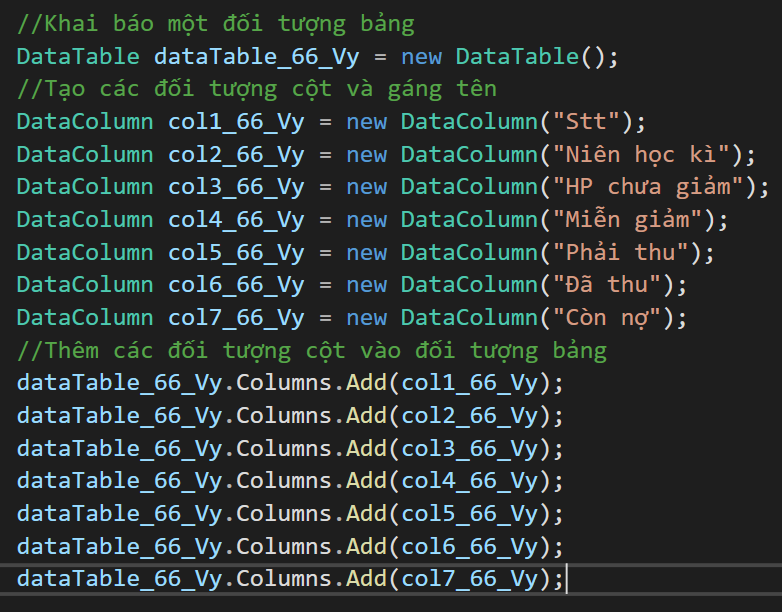 //Khai báo một đối tượng bảng
DataTable dataTable_66_Vy = new DataTable();
//Tạo các đối tượng cột và gáng tên
DataColumn col1_66_Vy = new DataColumn("Stt");
DataColumn col2_66_Vy = new DataColumn("Niên học kì");
DataColumn col3_66_Vy = new DataColumn("HP chưa giảm");
DataColumn col4_66_Vy = new DataColumn("Miễn giảm");
DataColumn col5_66_Vy = new DataColumn("Phải thu");
DataColumn col6_66_Vy = new DataColumn("Đã thu");
DataColumn col7_66_Vy = new DataColumn("Còn nợ");
//Thêm các đối tượng cột vào đối tượng bảng
dataTable_66_Vy.Columns.Add(col1_66_Vy);
dataTable_66_Vy.Columns.Add(col2_66_Vy);
dataTable_66_Vy.Columns.Add(col3_66_Vy);
dataTable_66_Vy.Columns.Add(col4_66_Vy);
dataTable_66_Vy.Columns.Add(col5_66_Vy);
dataTable_66_Vy.Columns.Add(col6_66_Vy);
dataTable_66_Vy.Columns.Add(col7_66_Vy);